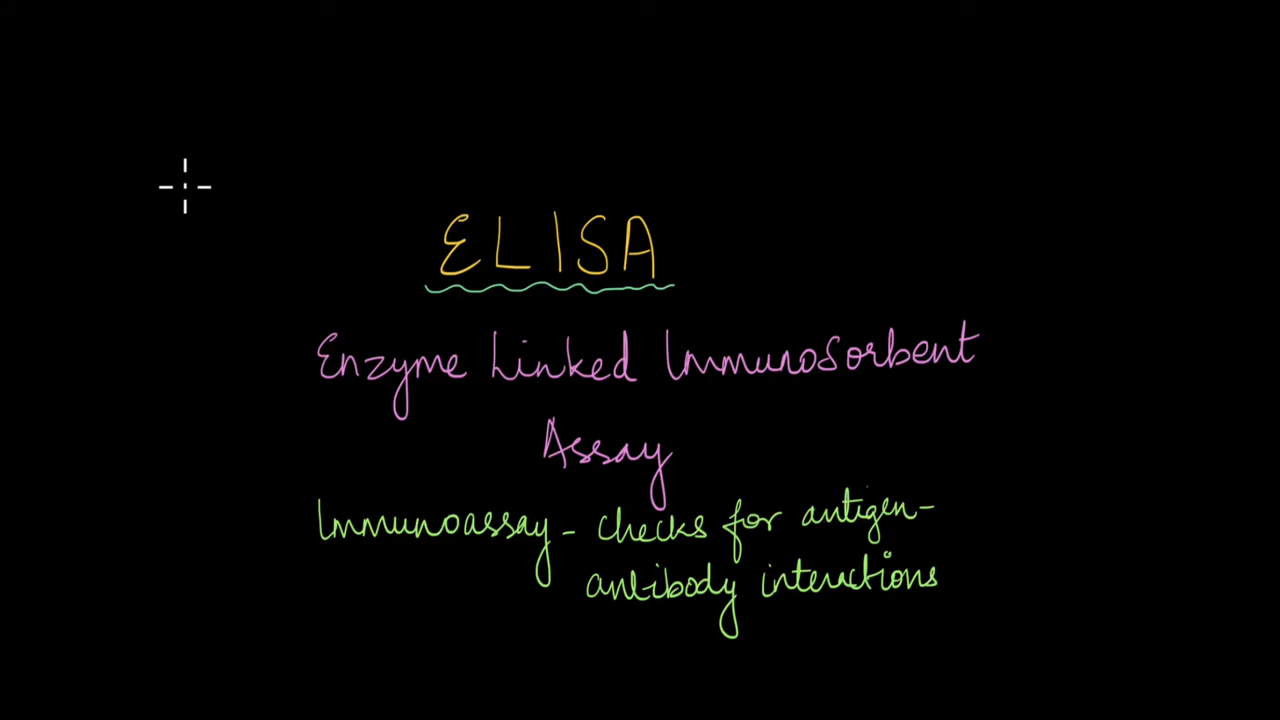 ELISA
Enzyme Linked Immunosorbent
Assay
Immunoassay - checks for antigen-
antibody interactions